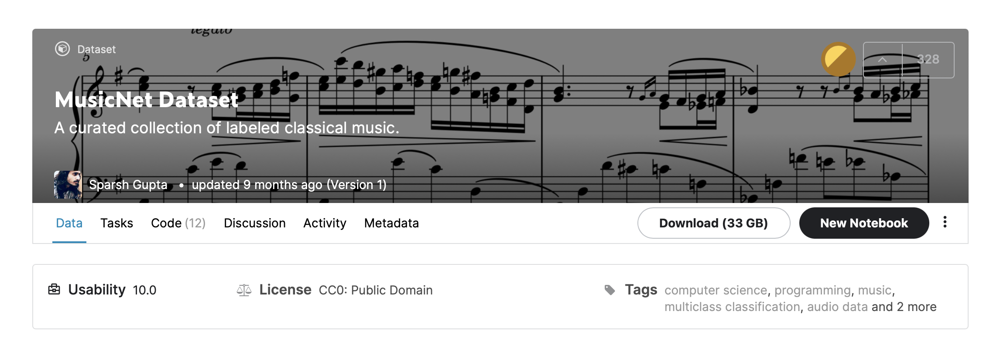 legato
Dataset
5
328
MusicNet Dataset
A curated collection of labeled classical music.
Sparsh Gupta • updated 9 months ago (Version 1)
Data Tasks Code (12) Discussion Activity Metadata Download (33 GB) New Notebook
Usability 10.0 License CC0: Public Domain Tags computer science, programming, music,
multiclass classification, audio data and 2 more